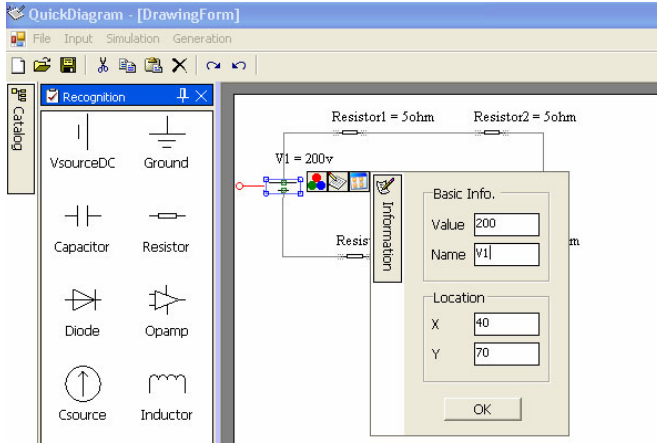 QuickDiagram - [DrawingForm]
File Input Simulation Generation
Catalog
Recognition
VsourceDC Ground
Capacitor Resistor
Diode Opamp
Csource Inductor
Resistor1 = 5ohm Resistor2 = 5ohm
V1 = 200v
Resis
m
Information
Basic Info.
Value 200
Name V1
Location
X 40
Y 70
OK